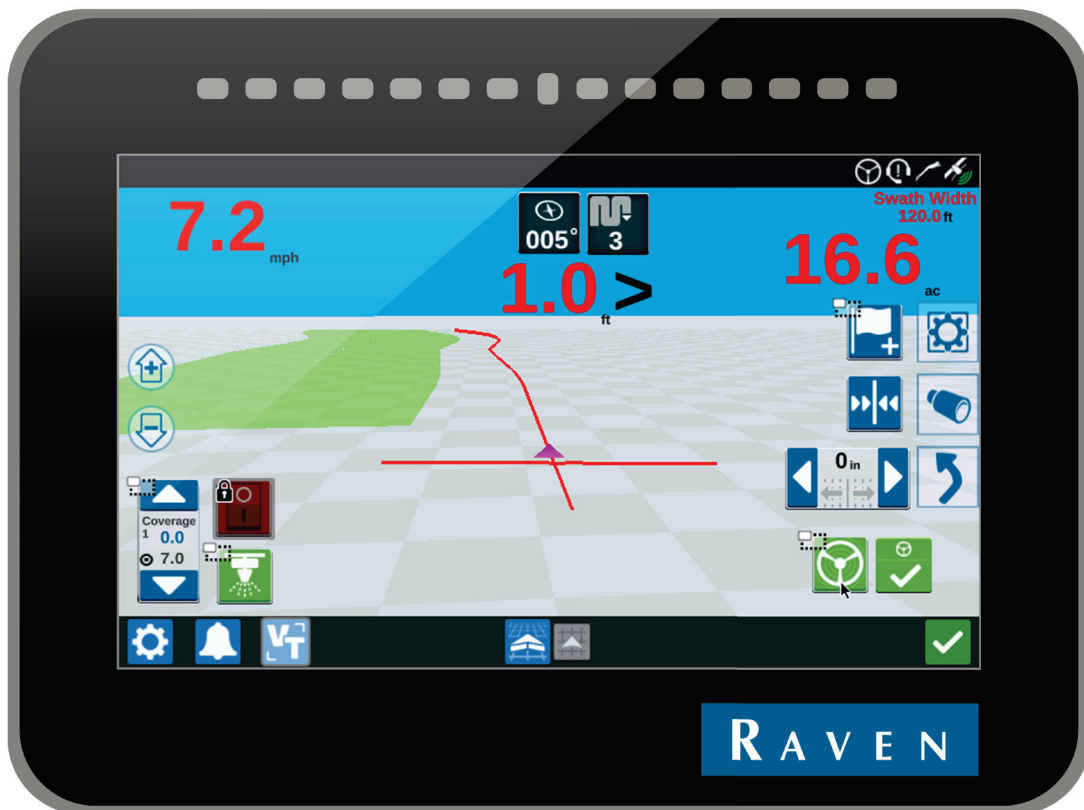 Swath Width
120.0 ft
7.2 mph
005°
3
16.6 ac
1.0 > ft
0 in
Coverage
1 0.0
7.0
VT
RAVEN